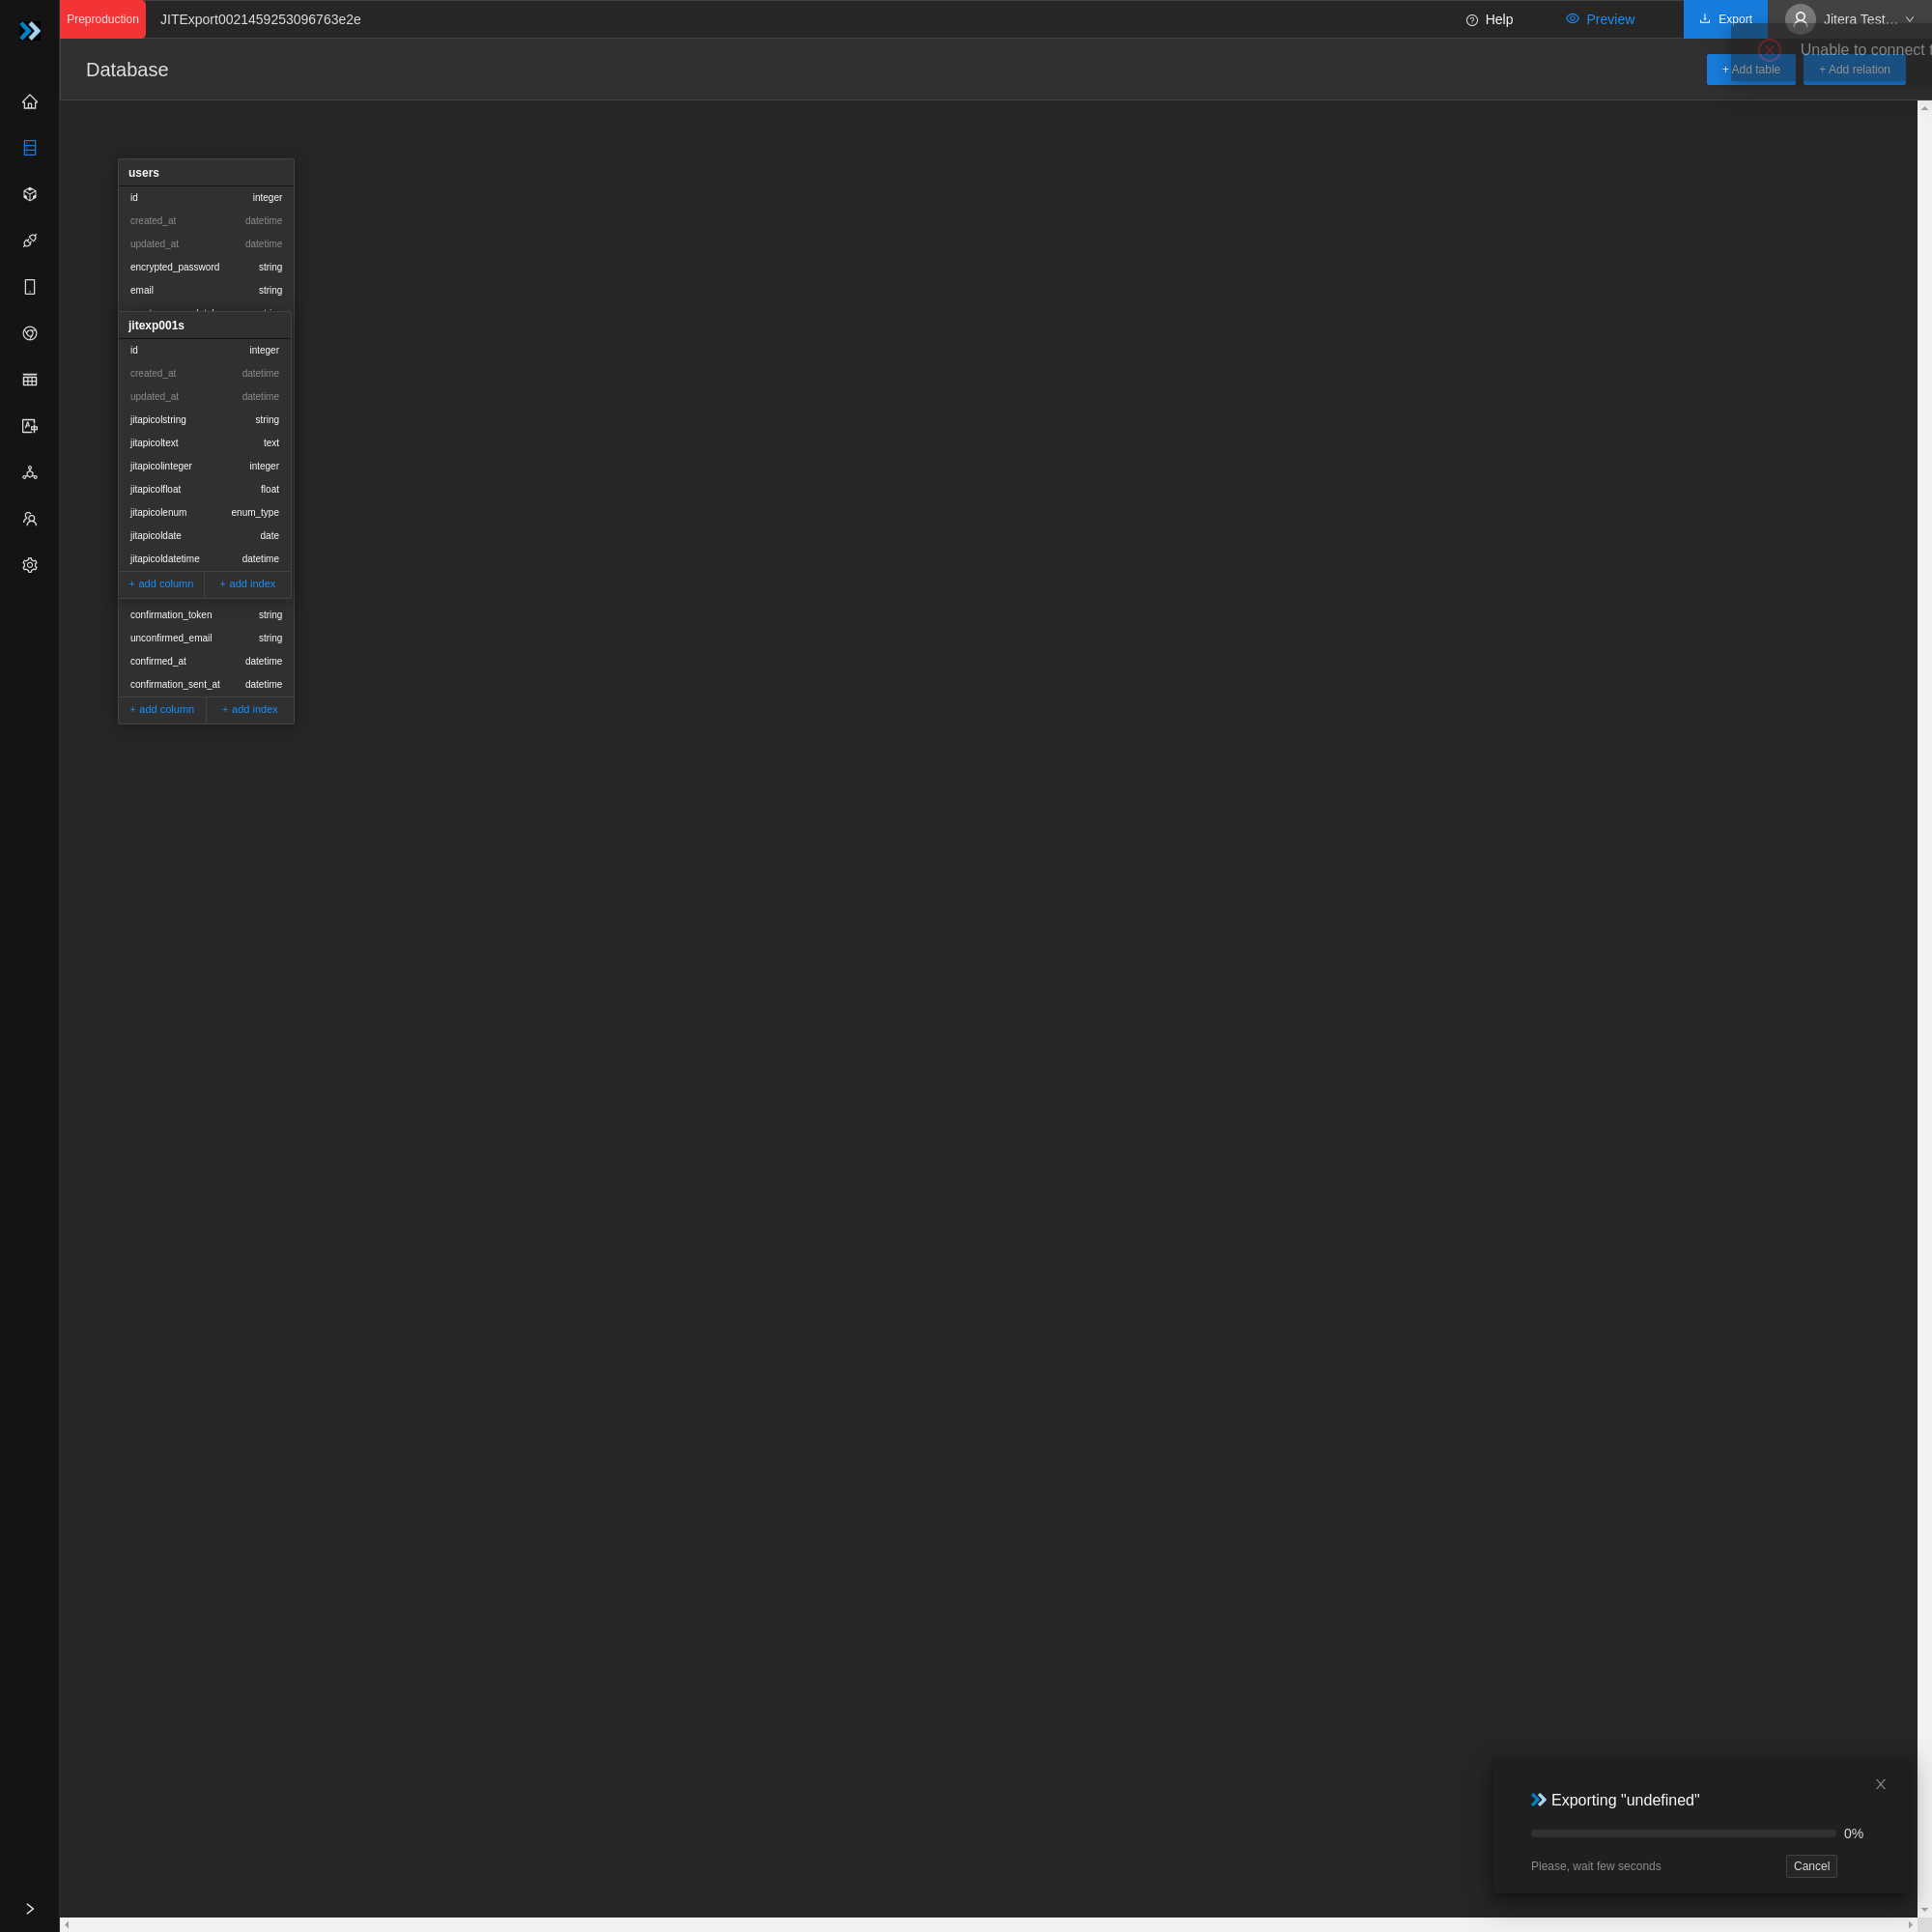 Preproduction JITExport0021459253096763e2e Help Preview Export Jitera Test...
Unable to connect
Database + Add table + Add relation
users
id integer
created_at datetime
updated_at datetime
encrypted_password string
email string
jitexp001s
id integer
created_at datetime
updated_at datetime
jitapicolstring string
jitapicoltext text
jitapicolinteger integer
jitapicolfloat float
jitapicolenum enum_type
jitapicoldate date
jitapicoldatetime datetime
+ add column + add index
confirmation_token string
unconfirmed_email string
confirmed_at datetime
confirmation_sent_at datetime
+ add column + add index
Exporting "undefined"
0%
Please, wait few seconds Cancel